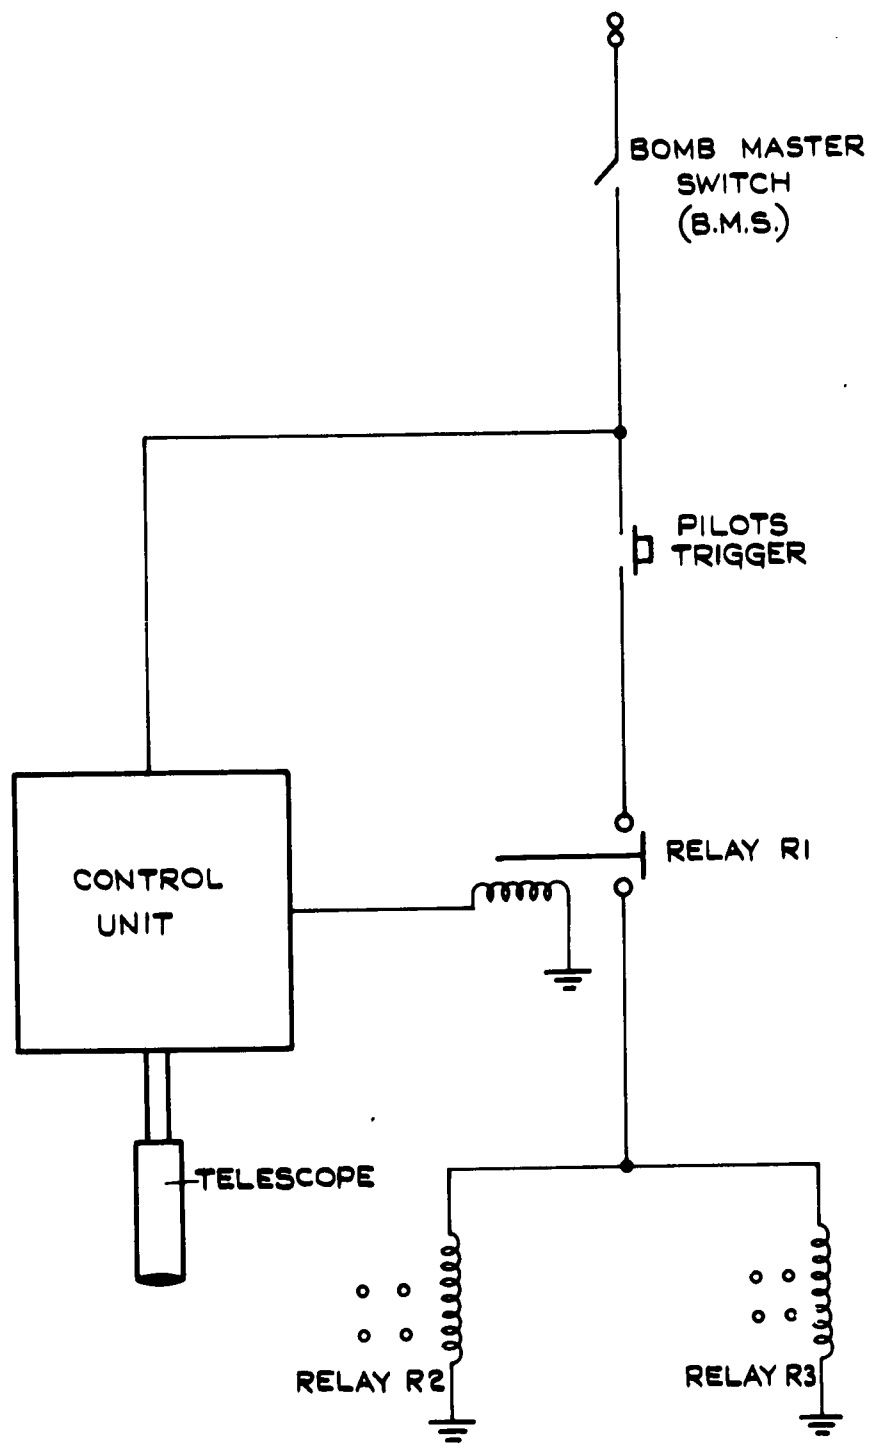 BOMB MASTER
SWITCH
(B.M.S.)
PILOTS
TRIGGER
RELAY R1
CONTROL
UNIT
TELESCOPE
RELAY R2
RELAY R3